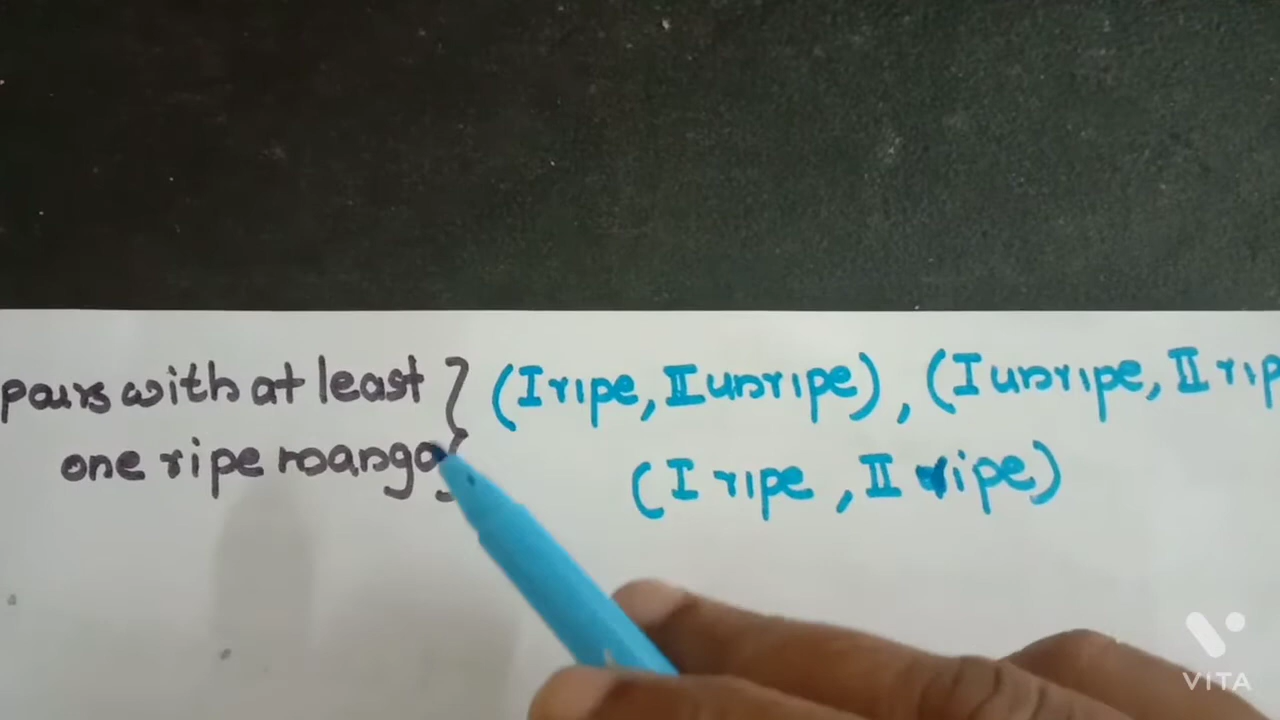 pairs with at least } (I ripe, II unripe), (I unripe, II rip
one ripe mango
(I ripe, II ripe)
VITA